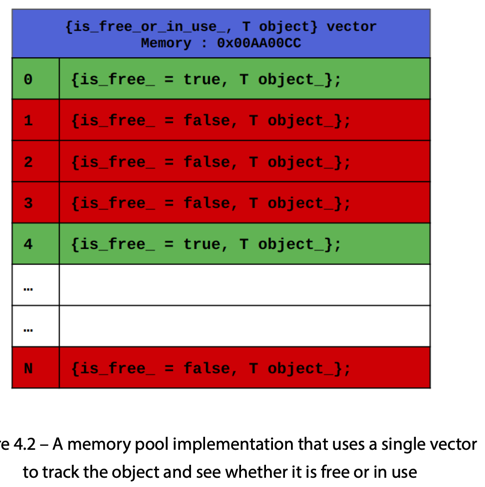 {is_free_or_in_use_, T object} vector
Memory : 0x00AA00CC
0 {is_free_ = true, T object_};
1 {is_free_ = false, T object_};
2 {is_free_ = false, T object_};
3 {is_free_ = false, T object_};
4 {is_free_ = true, T object_};
…
…
N {is_free_ = false, T object_};
re 4.2 – A memory pool implementation that uses a single vector
to track the object and see whether it is free or in use